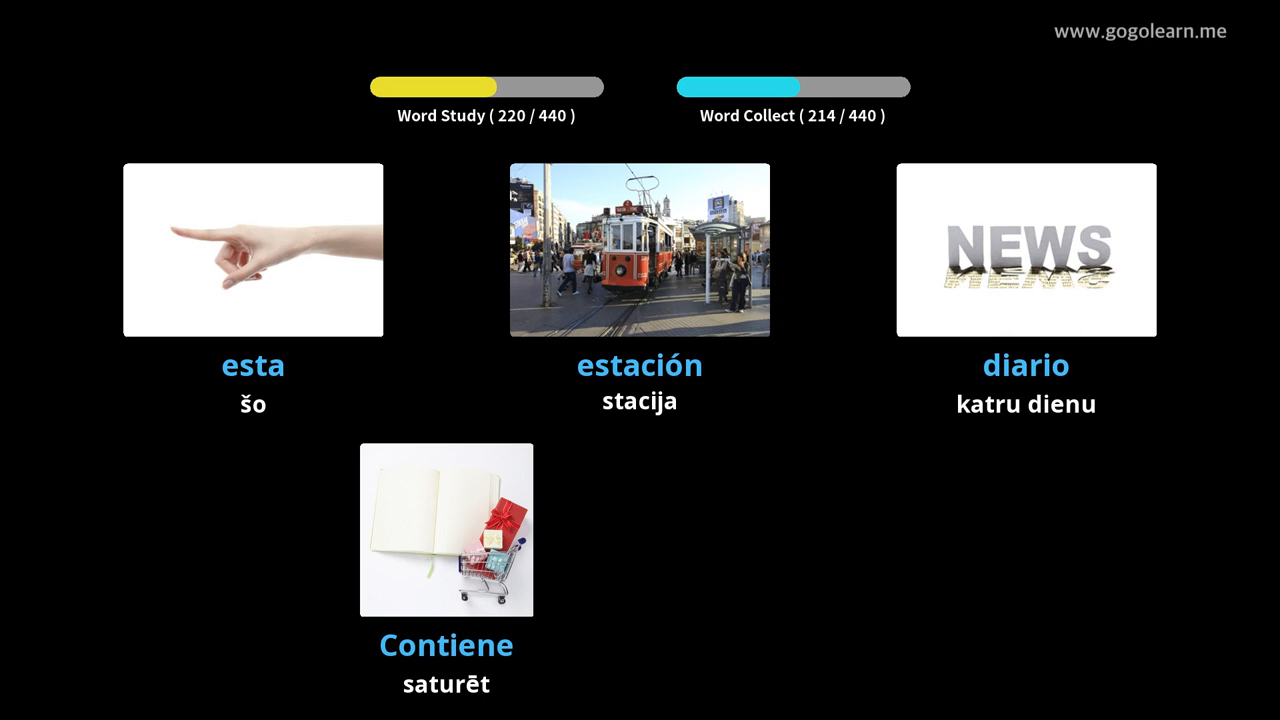 www.gogolearn.me
Word Study ( 220 / 440 )
Word Collect ( 214 / 440 )
esta
šo
estación
stacija
NEWS
diario
katru dienu
Contiene
saturēt